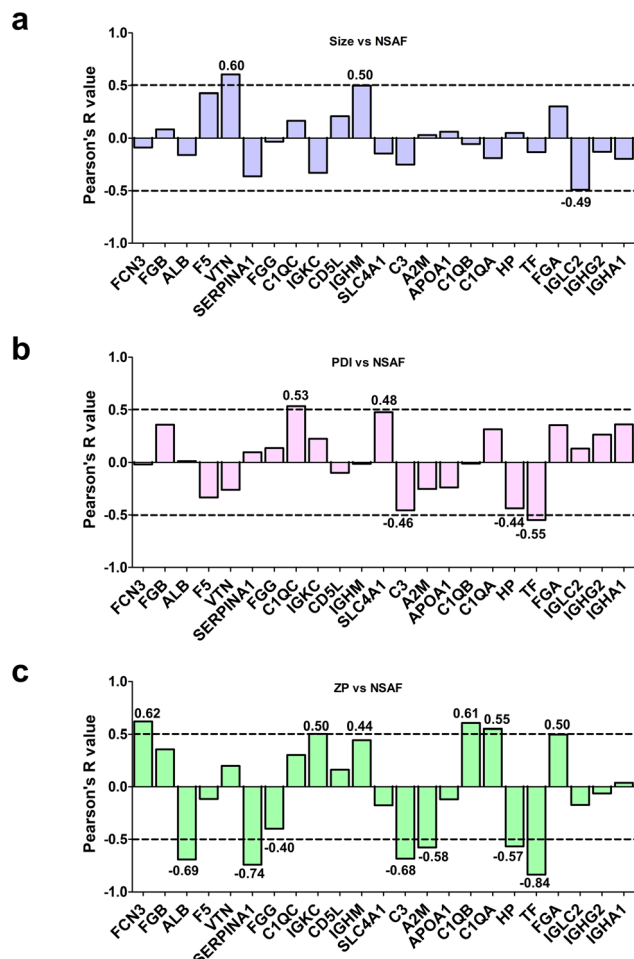 a
Size vs NSAF
Pearson's R value
1.0
0.5
0.0
-0.5
-1.0
0.60
0.50
-0.49
FCN3
FGB
ALB
F5
VTN
SERPINA1
FGG
C1QC
IGKC
CD5L
IGHM
SLC4A1
C3
A2M
APOA1
C1QB
C1QA
HP
TF
FGA
IGLC2
IGHG2
IGHA1
b
PDI vs NSAF
Pearson's R value
1.0
0.5
0.0
-0.5
-1.0
0.53
0.48
-0.46
-0.44
-0.55
FCN3
FGB
ALB
F5
VTN
SERPINA1
FGG
C1QC
IGKC
CD5L
IGHM
SLC4A1
C3
A2M
APOA1
C1QB
C1QA
HP
TF
FGA
IGLC2
IGHG2
IGHA1
c
ZP vs NSAF
Pearson's R value
1.0
0.5
0.0
-0.5
-1.0
0.62
-0.69
-0.74
-0.40
0.50
0.44
-0.68
-0.58
0.61
0.55
-0.57
-0.84
0.50
FCN3
FGB
ALB
F5
VTN
SERPINA1
FGG
C1QC
IGKC
CD5L
IGHM
SLC4A1
C3
A2M
APOA1
C1QB
C1QA
HP
TF
FGA
IGLC2
IGHG2
IGHA1